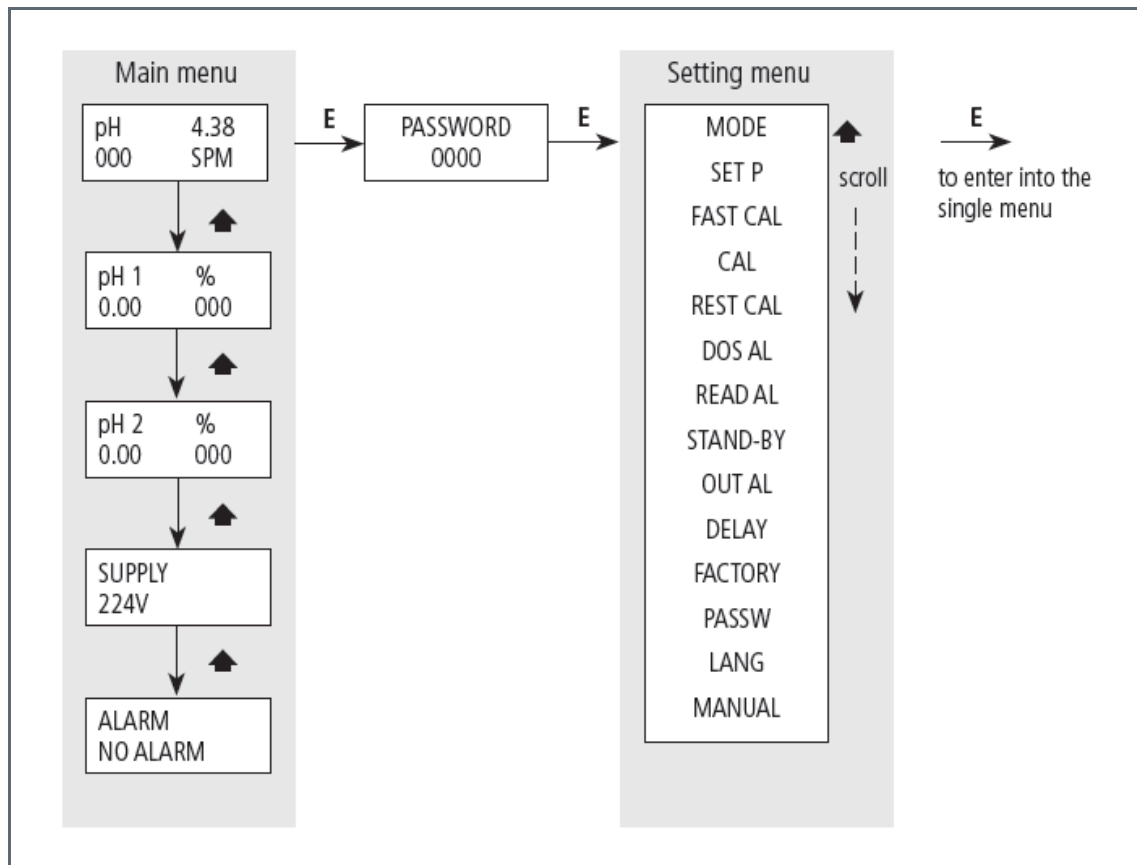 Main menu
pH 4.38
000 SPM
pH 1 %
0.00 000
pH 2 %
0.00 000
SUPPLY
224V
ALARM
NO ALARM
E
PASSWORD
0000
E
Setting menu
MODE
SET P
FAST CAL
CAL
REST CAL
DOS AL
READ AL
STAND-BY
OUT AL
DELAY
FACTORY
PASSW
LANG
MANUAL
scroll
E
to enter into the
single menu